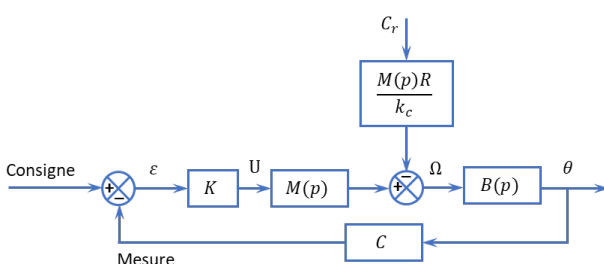 C_r
M(p)R
k_c
Consigne
+
−
ε
K
U
M(p)
−
+
Ω
B(p)
θ
C
Mesure